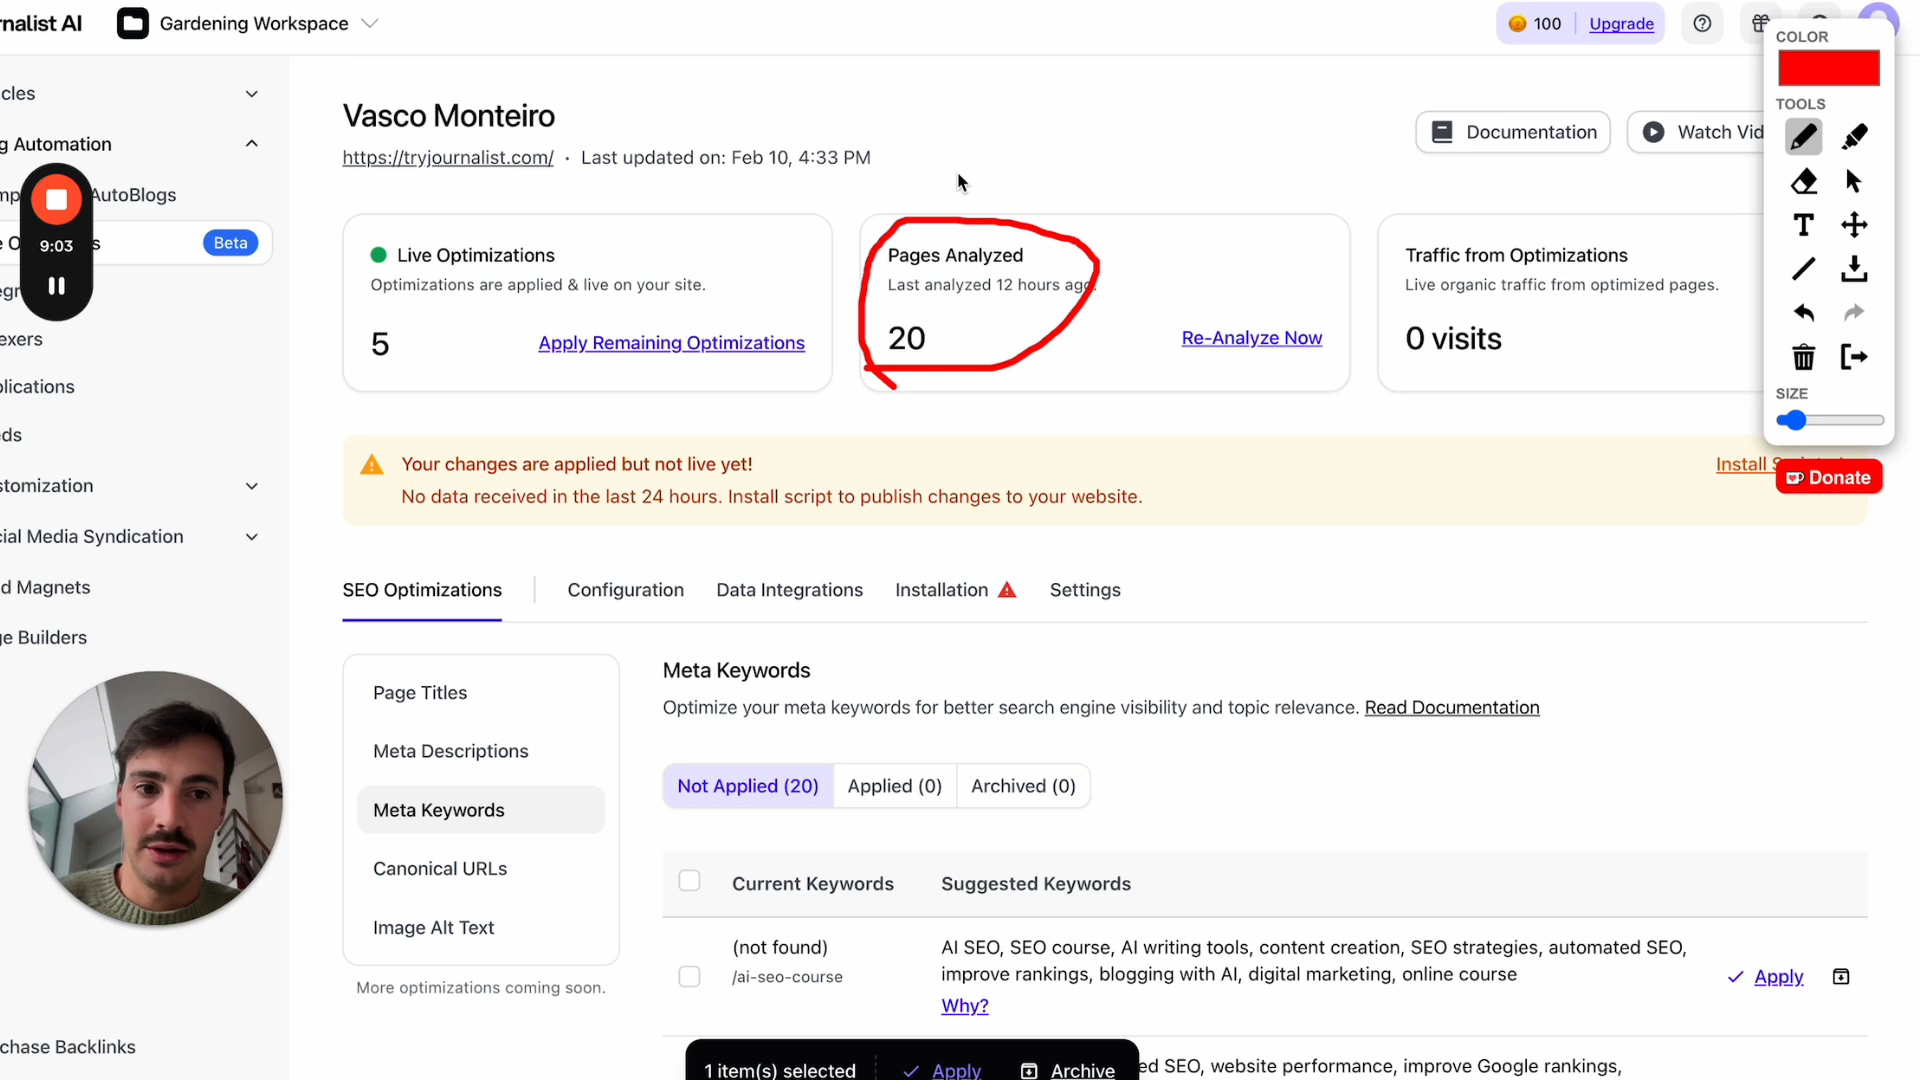 rnalist AI
Gardening Workspace
100
Upgrade
COLOR
TOOLS
SIZE
Donate
cles
g Automation
AutoBlogs
Beta
9:03
exers
olications
ds
stomization
cial Media Syndication
d Magnets
ge Builders
chase Backlinks
Vasco Monteiro
https://tryjournalist.com/ · Last updated on: Feb 10, 4:33 PM
Documentation
Watch Vid
Live Optimizations
Optimizations are applied & live on your site.
5
Apply Remaining Optimizations
Pages Analyzed
Last analyzed 12 hours ago.
20
Re-Analyze Now
Traffic from Optimizations
Live organic traffic from optimized pages.
0 visits
Your changes are applied but not live yet!
No data received in the last 24 hours. Install script to publish changes to your website.
Install
SEO Optimizations
Configuration
Data Integrations
Installation
Settings
Page Titles
Meta Descriptions
Meta Keywords
Canonical URLs
Image Alt Text
More optimizations coming soon.
Meta Keywords
Optimize your meta keywords for better search engine visibility and topic relevance. Read Documentation
Not Applied (20)
Applied (0)
Archived (0)
Current Keywords
Suggested Keywords
(not found)
/ai-seo-course
AI SEO, SEO course, AI writing tools, content creation, SEO strategies, automated SEO,
improve rankings, blogging with AI, digital marketing, online course
Why?
Apply
1 item(s) selected
Apply
Archive
ed SEO, website performance, improve Google rankings,